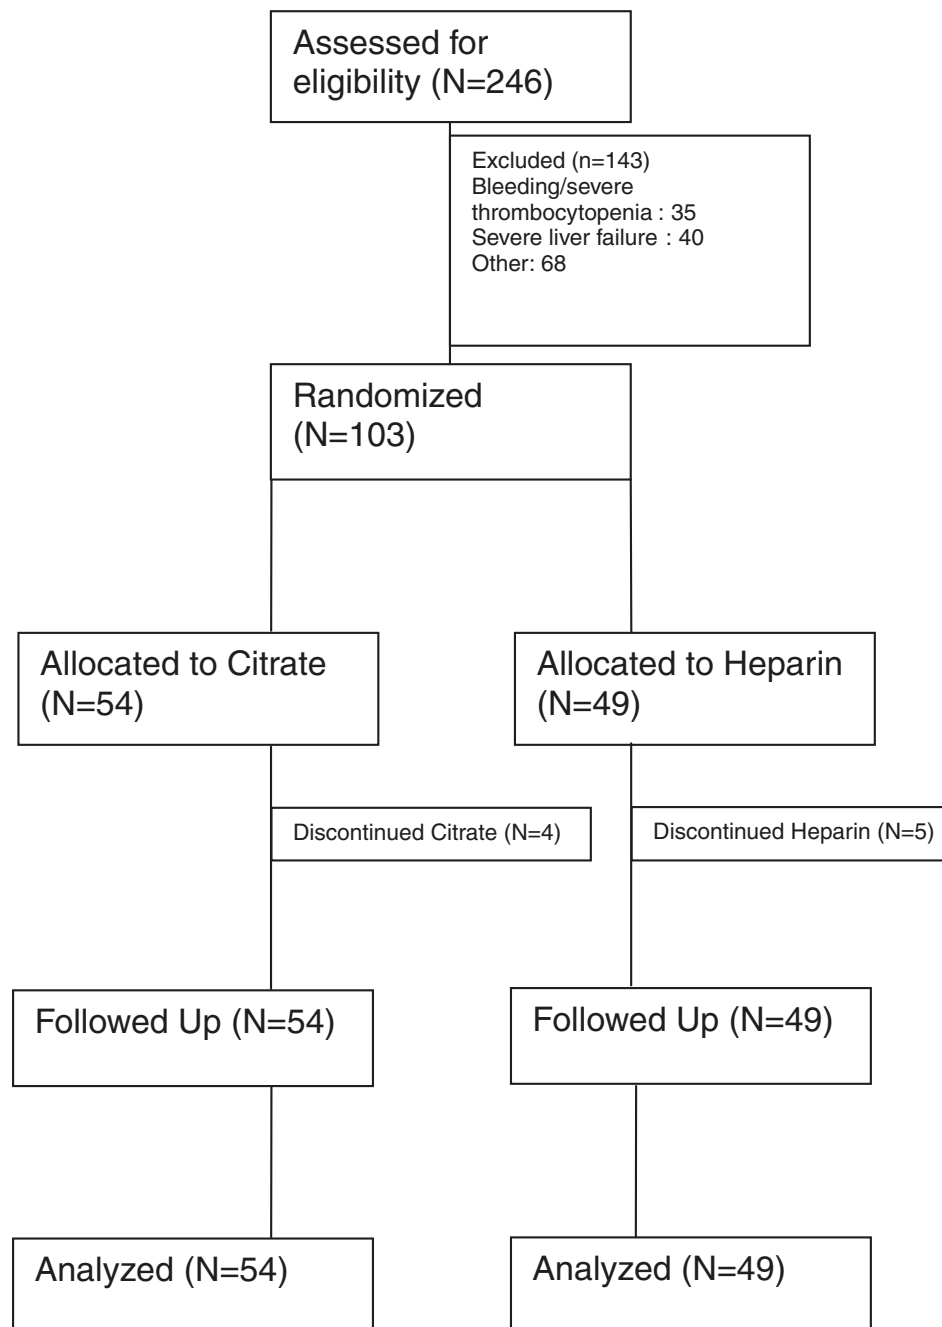 Assessed for
eligibility (N=246)
Excluded (n=143)
Bleeding/severe
thrombocytopenia : 35
Severe liver failure : 40
Other: 68
Randomized
(N=103)
Allocated to Citrate
(N=54)
Allocated to Heparin
(N=49)
Discontinued Citrate (N=4)
Discontinued Heparin (N=5)
Followed Up (N=54)
Followed Up (N=49)
Analyzed (N=54)
Analyzed (N=49)